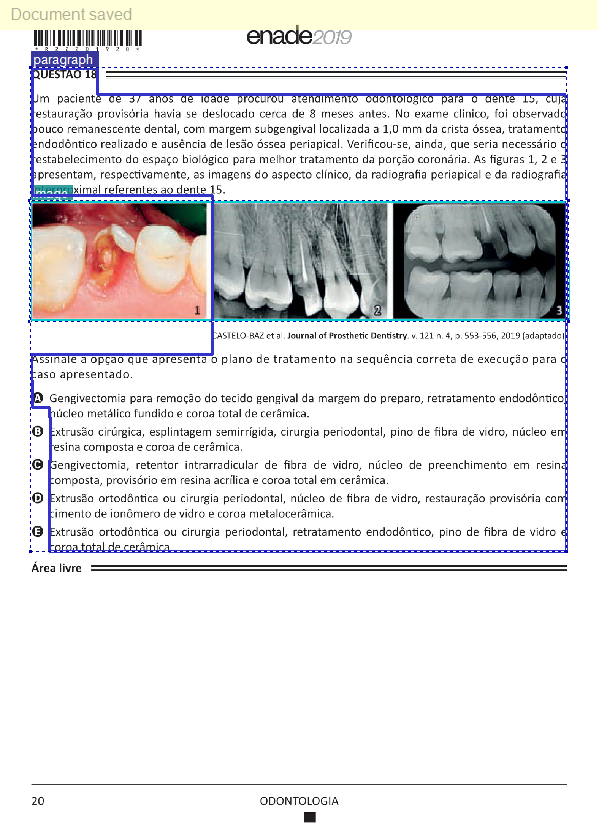 Document saved
* R 2 2 2 0 1 9 2 0 *
enade2019
paragraph
QUESTÃO 18
Um paciente de 37 anos de idade procurou atendimento odontológico para o dente 15, cuja
restauração provisória havia se deslocado cerca de 8 meses antes. No exame clínico, foi observado
pouco remanescente dental, com margem subgengival localizada a 1,0 mm da crista óssea, tratamento
endodôntico realizado e ausência de lesão óssea periapical. Verificou-se, ainda, que seria necessário o
restabelecimento do espaço biológico para melhor tratamento da porção coronária. As figuras 1, 2 e 3
apresentam, respectivamente, as imagens do aspecto clínico, da radiografia periapical e da radiografia
interproximal referentes ao dente 15.
image
1
2
3
CASTELO-BAZ et al. Journal of Prosthetic Dentistry. v. 121 n. 4, p. 553-556, 2019 (adaptado).
Assinale a opção que apresenta o plano de tratamento na sequência correta de execução para o
caso apresentado.
A Gengivectomia para remoção do tecido gengival da margem do preparo, retratamento endodôntico,
núcleo metálico fundido e coroa total de cerâmica.
B Extrusão cirúrgica, esplintagem semirrígida, cirurgia periodontal, pino de fibra de vidro, núcleo em
resina composta e coroa de cerâmica.
C Gengivectomia, retentor intrarradicular de fibra de vidro, núcleo de preenchimento em resina
composta, provisório em resina acrílica e coroa total em cerâmica.
D Extrusão ortodôntica ou cirurgia periodontal, núcleo de fibra de vidro, restauração provisória com
cimento de ionômero de vidro e coroa metalocerâmica.
E Extrusão ortodôntica ou cirurgia periodontal, retratamento endodôntico, pino de fibra de vidro e
coroa total de cerâmica.
Área livre
20
ODONTOLOGIA